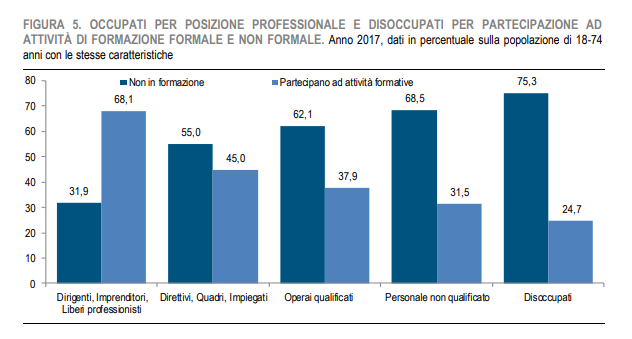 FIGURA 5. OCCUPATI PER POSIZIONE PROFESSIONALE E DISOCCUPATI PER PARTECIPAZIONE AD
ATTIVITÀ DI FORMAZIONE FORMALE E NON FORMALE. Anno 2017, dati in percentuale sulla popolazione di 18-74
anni con le stesse caratteristiche
80
70
60
50
40
30
20
10
0
Non in formazione
Partecipano ad attività formative
31,9
68,1
55,0
45,0
62,1
37,9
68,5
31,5
75,3
24,7
Dirigenti, Imprenditori,
Liberi professionisti
Direttivi, Quadri, Impiegati
Operai qualificati
Personale non qualificato
Disoccupati